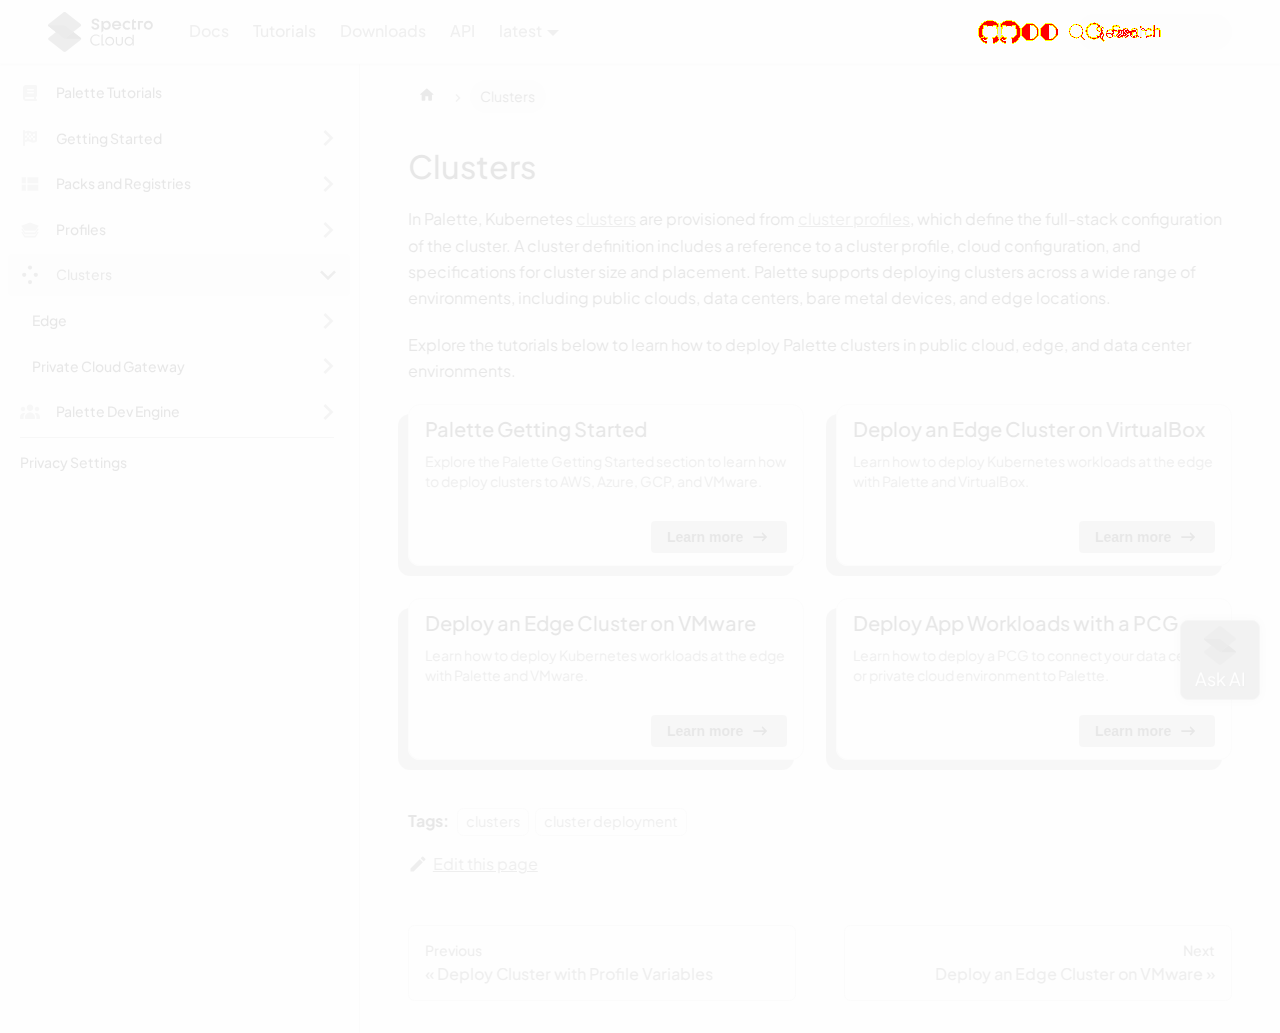 Spectro
Cloud
Docs
Tutorials
Downloads
API
latest
Palette Tutorials
Getting Started
Packs and Registries
Profiles
Clusters
Edge
Private Cloud Gateway
Palette Dev Engine
Privacy Settings
Clusters
Clusters
In Palette, Kubernetes clusters are provisioned from cluster profiles, which define the full-stack configuration
of the cluster. A cluster definition includes a reference to a cluster profile, cloud configuration, and
specifications for cluster size and placement. Palette supports deploying clusters across a wide range of
environments, including public clouds, data centers, bare metal devices, and edge locations.
Explore the tutorials below to learn how to deploy Palette clusters in public cloud, edge, and data center
environments.
Palette Getting Started
Explore the Palette Getting Started section to learn how
to deploy clusters to AWS, Azure, GCP, and VMware
Learn more
Deploy an Edge Cluster on VirtualBox
Learn how to deploy Kubernetes workloads at the edge
with Palette and VirtualBox.
Learn more
Deploy an Edge Cluster on VMware
Learn how to deploy Kubernetes workloads at the edge
with Palette and VMware.
Learn more
Deploy App Workloads with a PCG
Learn how to deploy a PCG to connect your data ce
or private cloud environment to Palette.
Learn more
Ask AI
Tags:
clusters
cluster deployment
Edit this page
Previous
« Deploy Cluster with Profile Variables
Next
Deploy an Edge Cluster on VMware »